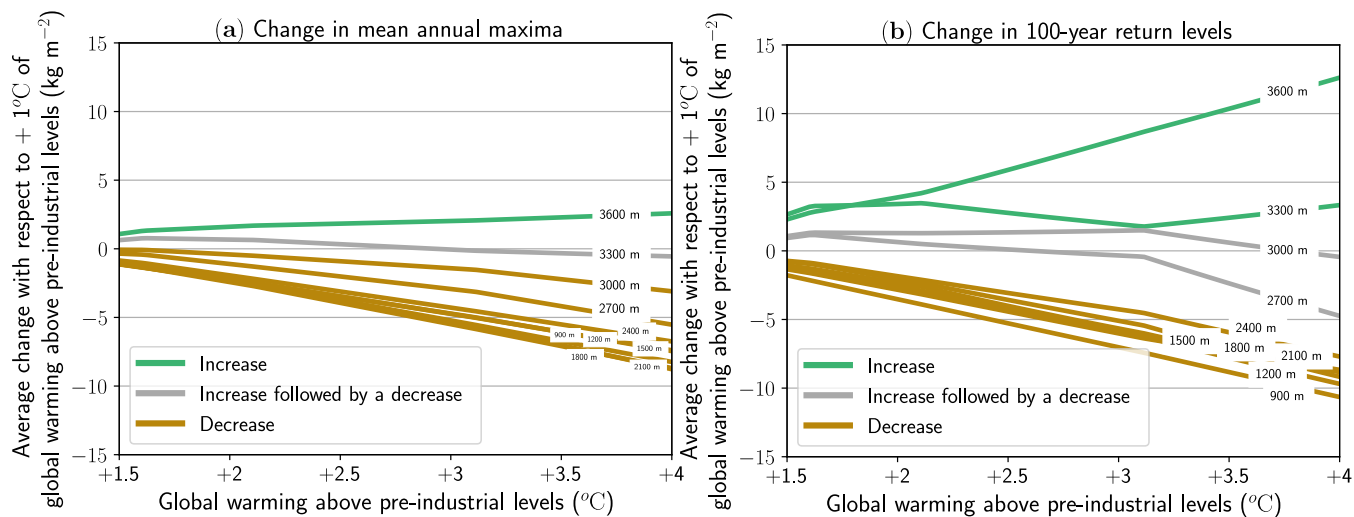 (a) Change in mean annual maxima
Average change with respect to + 1°C of
global warming above pre-industrial levels (kg m−2)
15
10
5
0
−5
−10
−15
3600 m
3300 m
3000 m
2700 m
2400 m
900 m
1200 m
1500 m
1800 m
2100 m
Increase
Increase followed by a decrease
Decrease
+1.5
+2
+2.5
+3
+3.5
+4
Global warming above pre-industrial levels (°C)
(b) Change in 100-year return levels
Average change with respect to + 1°C of
global warming above pre-industrial levels (kg m−2)
15
10
5
0
−5
−10
−15
3600 m
3300 m
3000 m
2700 m
2400 m
1500 m
1800 m
2100 m
1200 m
900 m
Increase
Increase followed by a decrease
Decrease
+1.5
+2
+2.5
+3
+3.5
+4
Global warming above pre-industrial levels (°C)